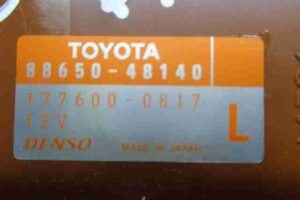 TOYOTA
88650-48140
177600-0817
12V
L
DENSO MADE IN JAPAN